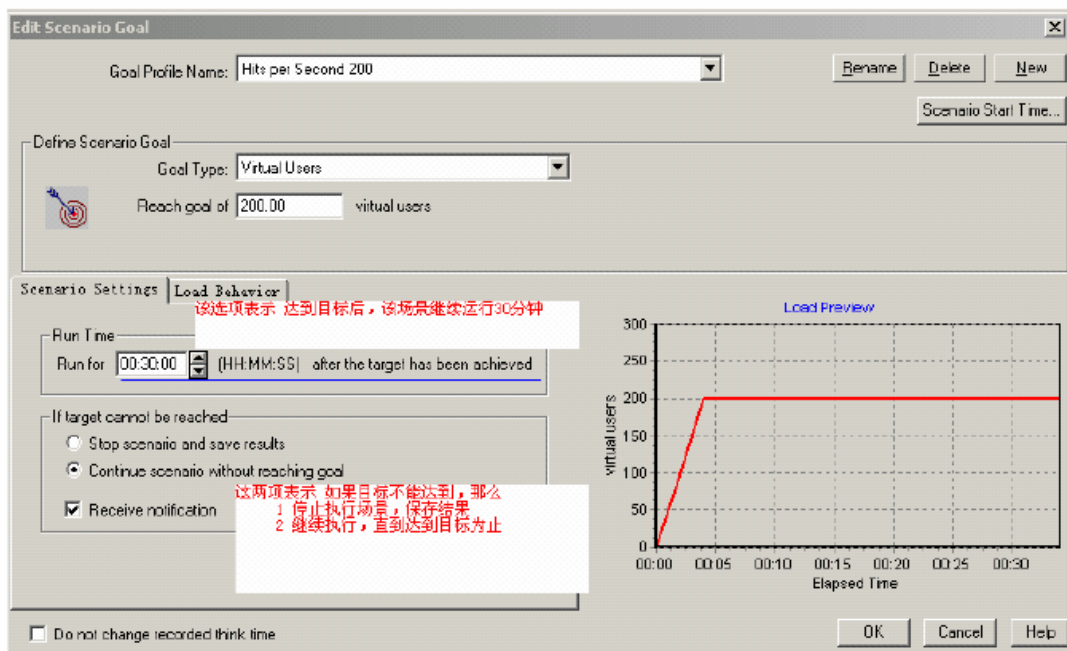 Edit Scenario Goal
Goal Profile Name: Hits per Second 200 Rename Delete New
Scenario Start Time...
Define Scenario Goal
Goal Type: Virtual Users
Reach goal of 200.00 virtual users
Scenario Settings Load Behavior
该选项表示 达到目标后，该场景继续运行30分钟
Run Time
Run for 00:30:00 (HH:MM:SS) after the target has been achieved
If target cannot be reached
Stop scenario and save results
Continue scenario without reaching goal
Receive notification
这两项表示 如果目标不能达到，那么
1 停止执行场景，保存结果
2 继续执行，直到达到目标为止
Load Preview
virtual users
300
250
200
150
100
50
0
00:00 00:05 00:10 00:15 00:20 00:25 00:30
Elapsed Time
Do not change recorded think time
OK Cancel Help